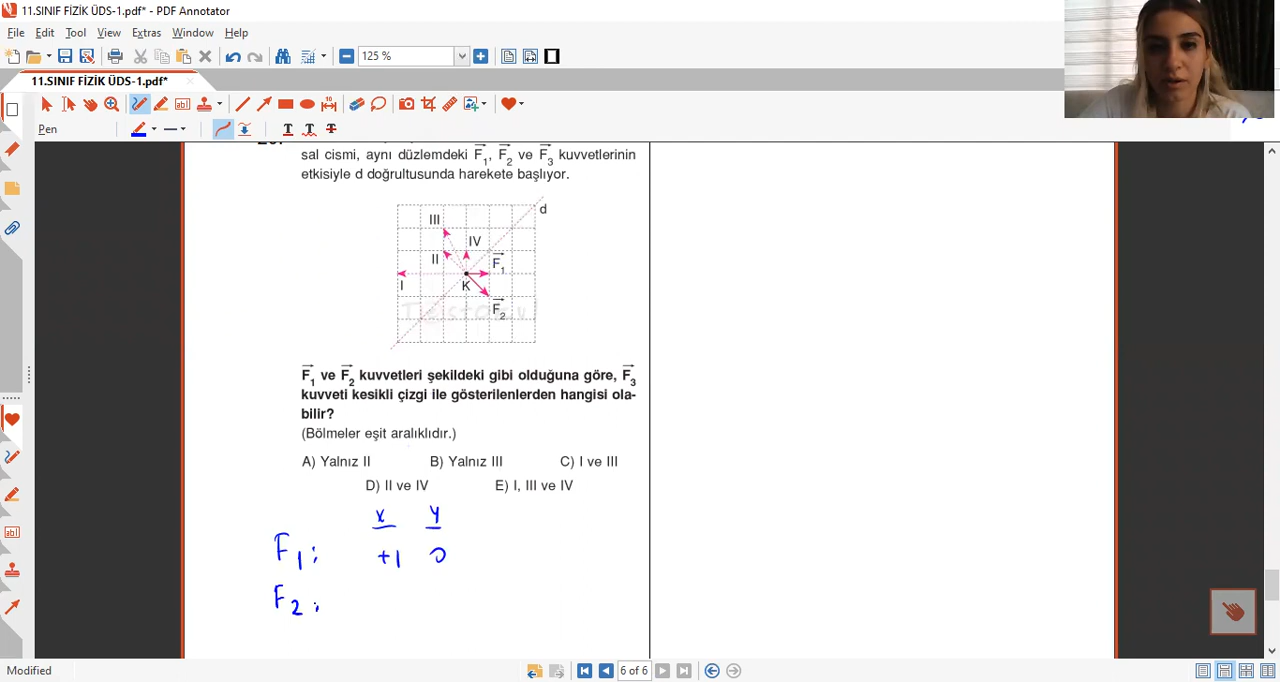 11.SINIF FİZİK ÜDS-1.pdf* - PDF Annotator
File Edit Tool View Extras Window Help
125 %
11.SINIF FİZİK ÜDS-1.pdf*
Pen
sal cismi, aynı düzlemdeki F1, F2 ve F3 kuvvetlerinin
etkisiyle d doğrultusunda harekete başlıyor.
d
III
IV
II
F1
I
K
F2
F1 ve F2 kuvvetleri şekildeki gibi olduğuna göre, F3
kuvveti kesikli çizgi ile gösterilenlerden hangisi ola-
bilir?
(Bölmeler eşit aralıklıdır.)
A) Yalnız II B) Yalnız III C) I ve III
D) II ve IV E) I, III ve IV
x y
F1: +1 0
F2:
Modified
6 of 6